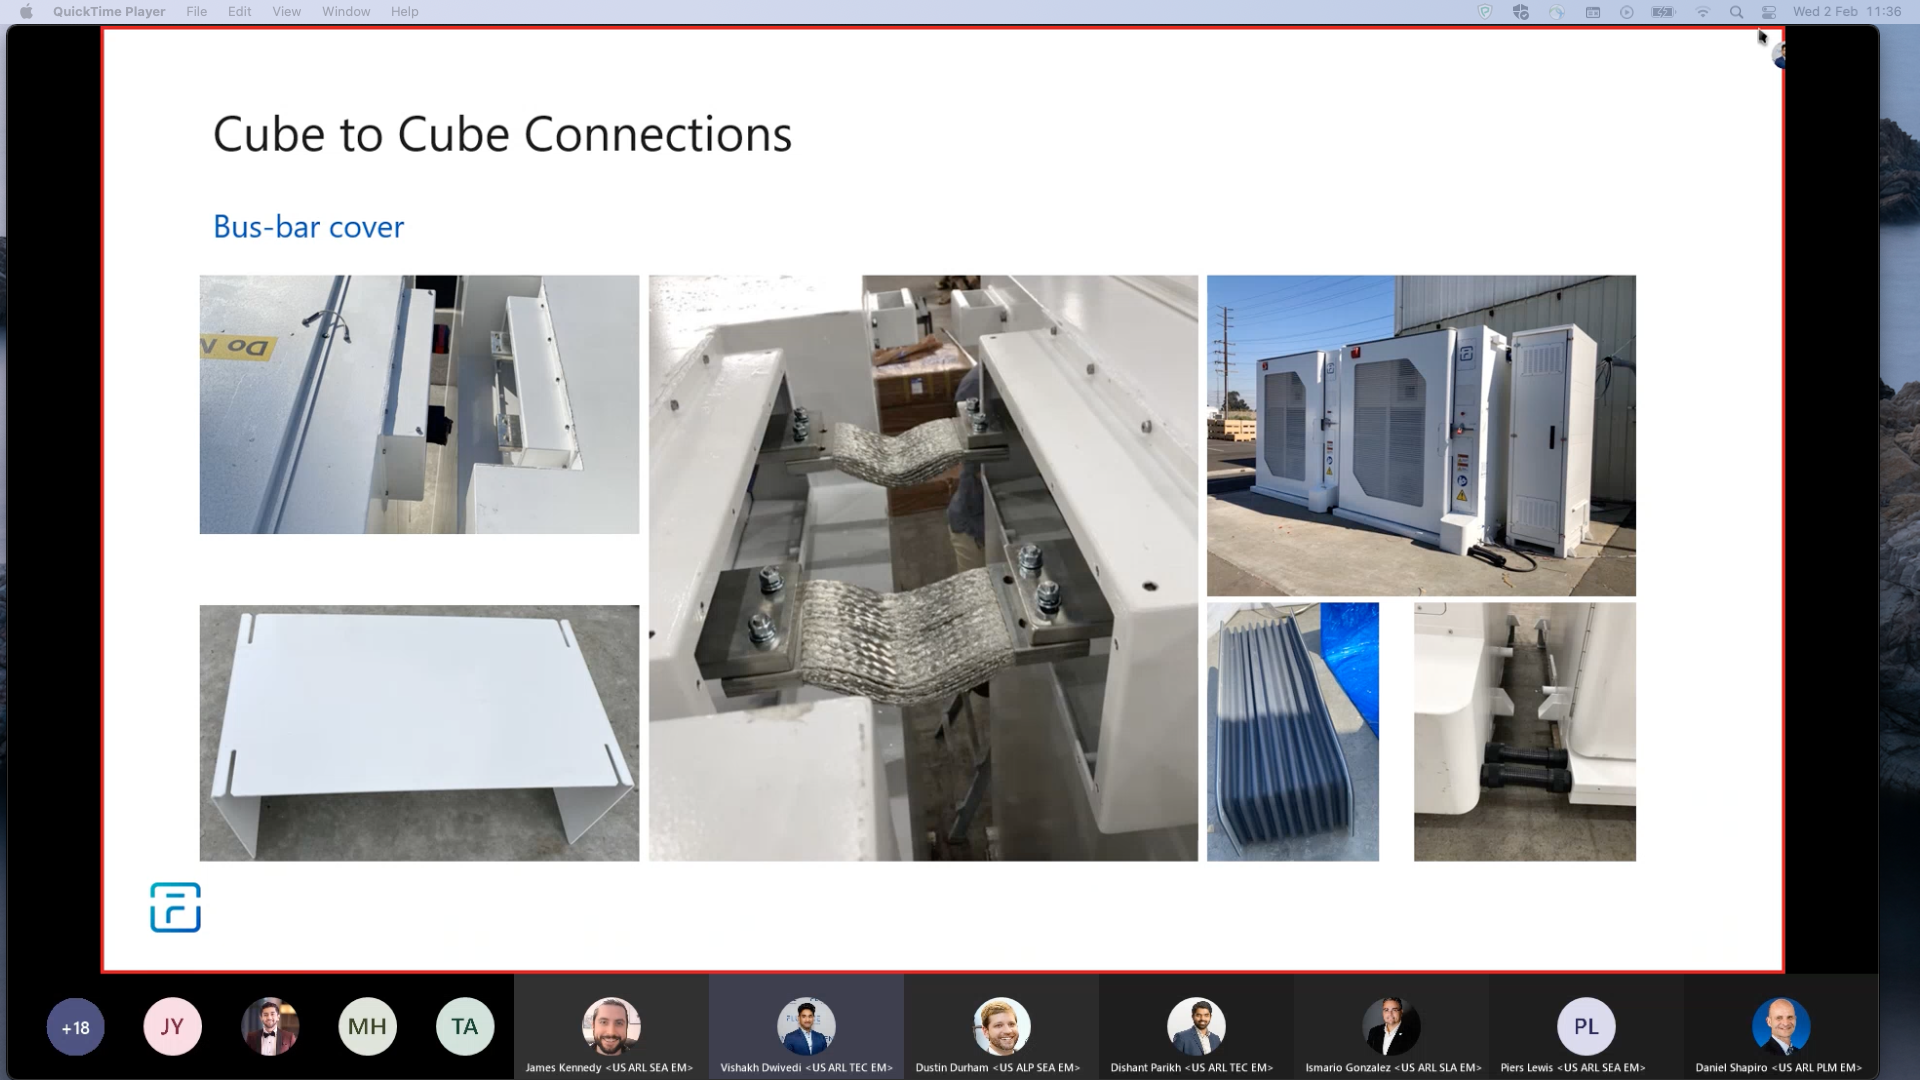 QuickTime Player File Edit View Window Help Wed 2 Feb 11:36
Cube to Cube Connections
Bus-bar cover
Do N
+18 JY MH TA PL
James Kennedy <US ARL SEA EM> Vishakh Dwivedi <US ARL TEC EM> Dustin Durham <US ALP SEA EM> Dishant Parikh <US ARL TEC EM> Ismario Gonzalez <US ARL SLA EM> Piers Lewis <US ARL SEA EM> Daniel Shapiro <US ARL PLM EM>